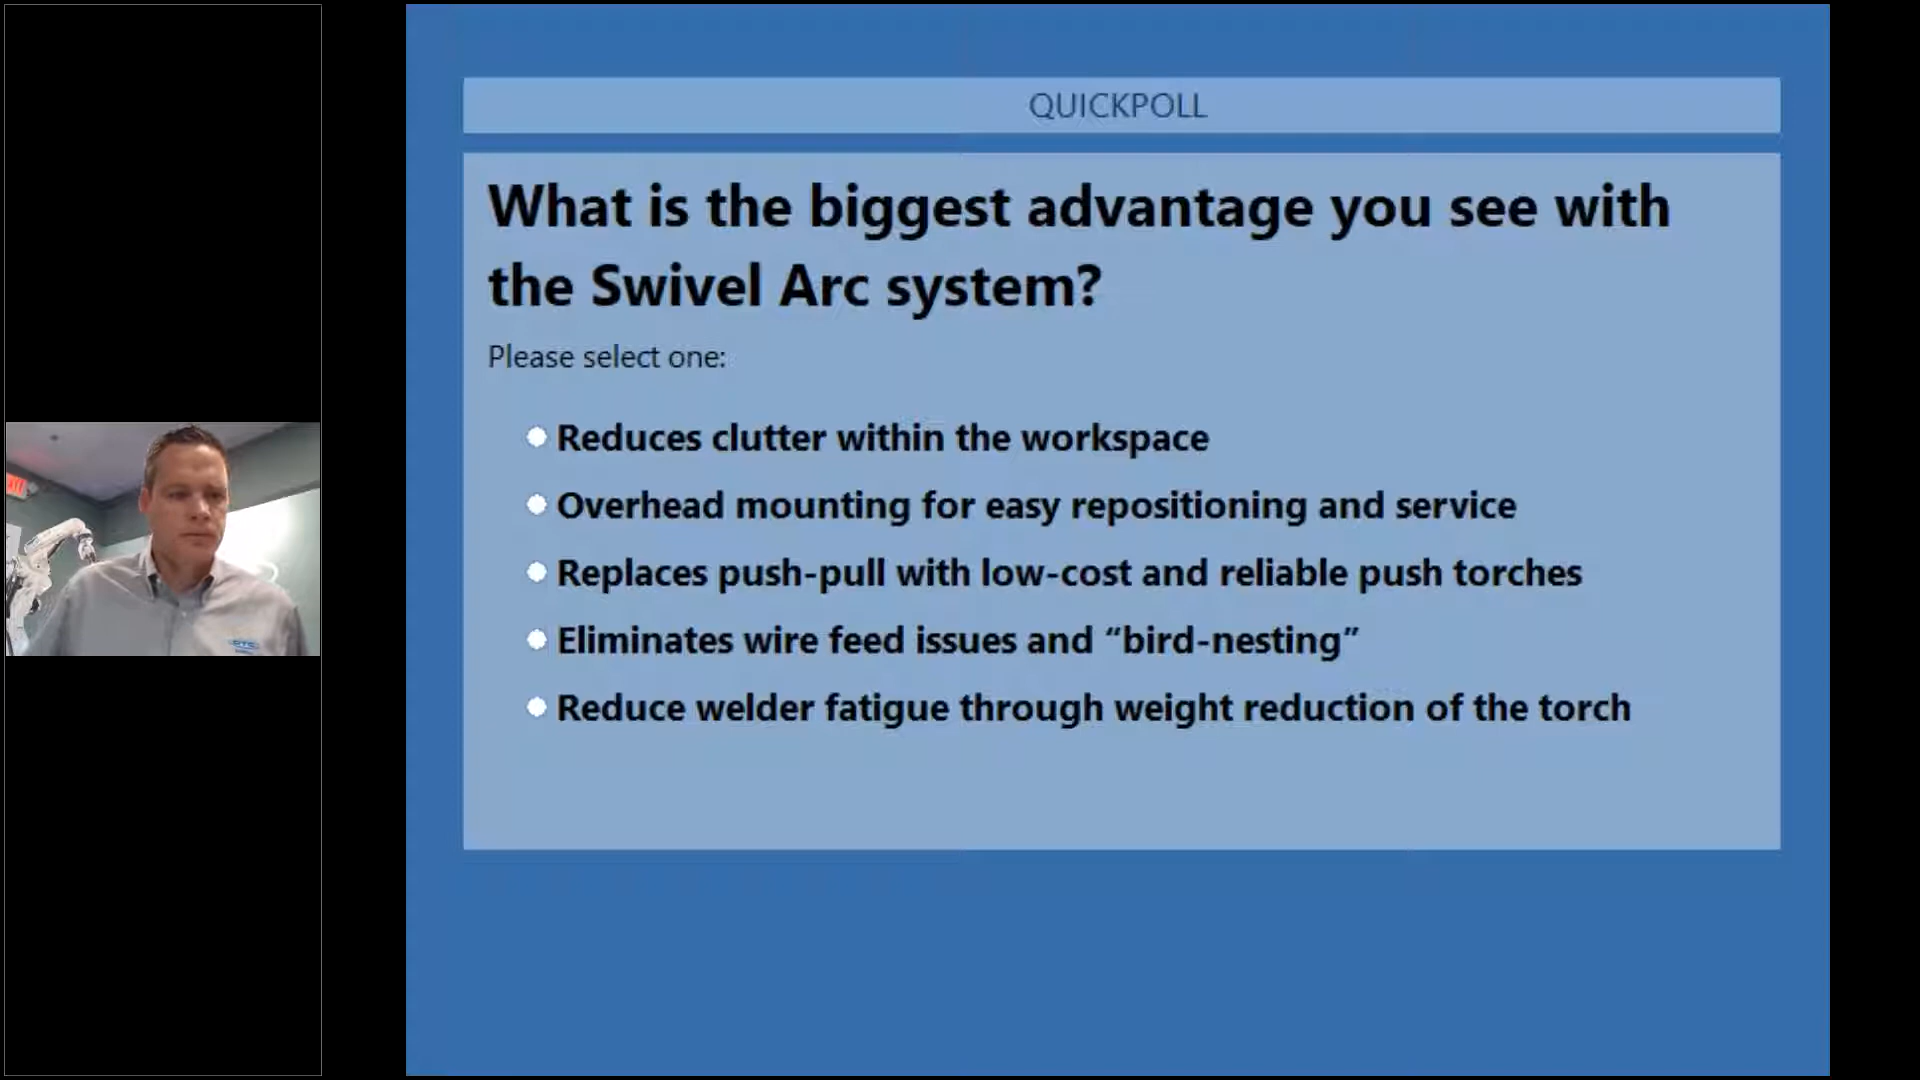 QUICKPOLL
What is the biggest advantage you see with
the Swivel Arc system?
Please select one:
Reduces clutter within the workspace
Overhead mounting for easy repositioning and service
Replaces push-pull with low-cost and reliable push torches
Eliminates wire feed issues and “bird-nesting”
Reduce welder fatigue through weight reduction of the torch